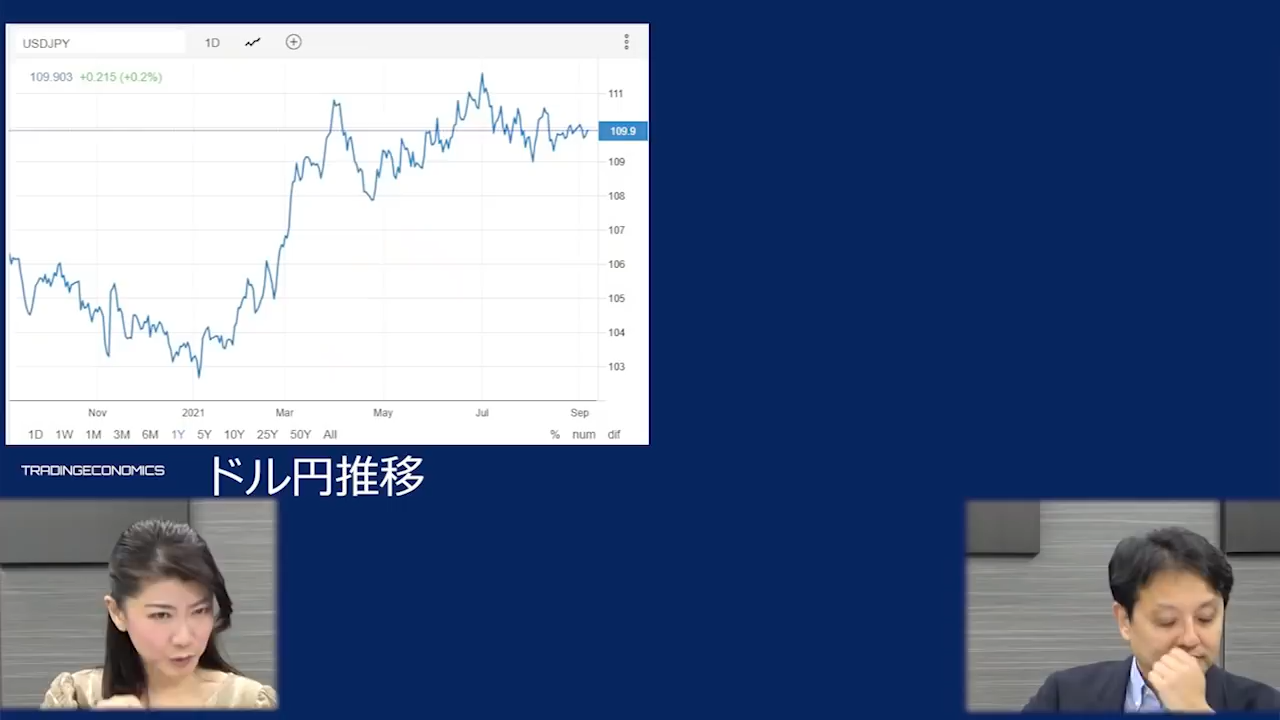 USDJPY 1D
109.903 +0.215 (+0.2%)
111
109.9
109
108
107
106
105
104
103
Nov 2021 Mar May Jul Sep
1D 1W 1M 3M 6M 1Y 5Y 10Y 25Y 50Y All % num dif
TRADINGECONOMICS ドル円推移